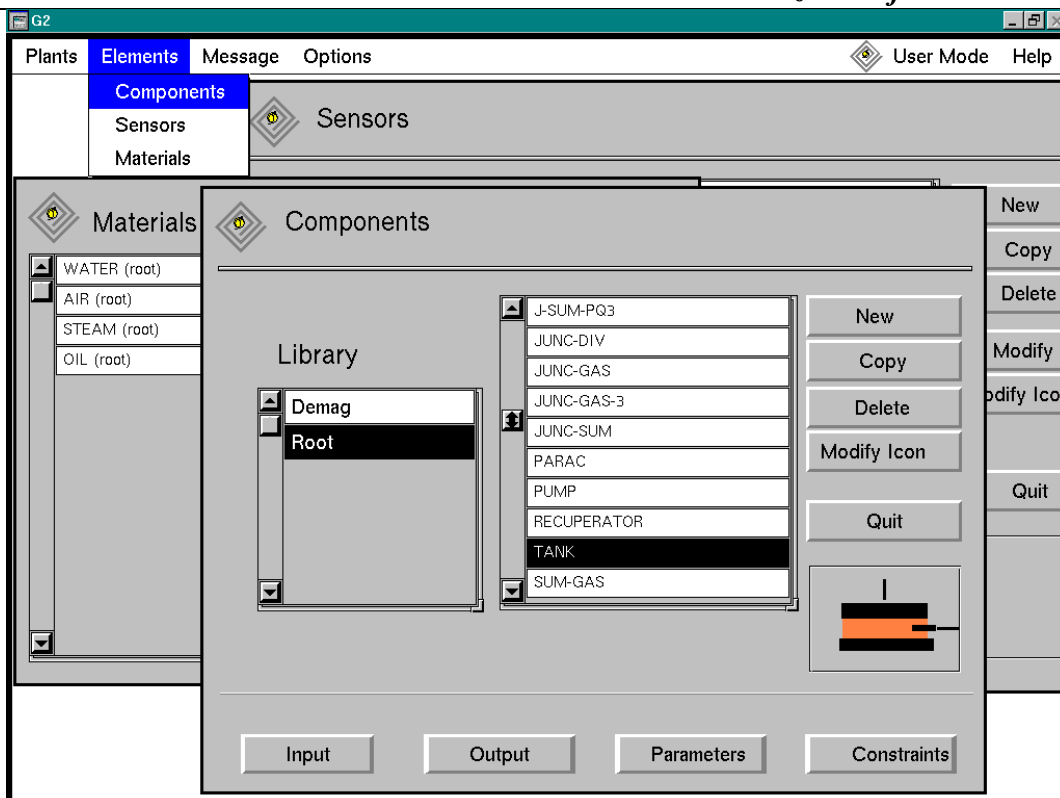 G2
Plants Elements Message Options User Mode Help
Components
Sensors
Materials
Sensors
New
Copy
Delete
Modify
Quit
Materials
WATER (root)
AIR (root)
STEAM (root)
OIL (root)
Components
Library
Demag
Root
J-SUM-PQ3
JUNC-DIV
JUNC-GAS
JUNC-GAS-3
JUNC-SUM
PARAC
PUMP
RECUPERATOR
TANK
SUM-GAS
New
Copy
Delete
Modify Icon
Quit
Input Output Parameters Constraints